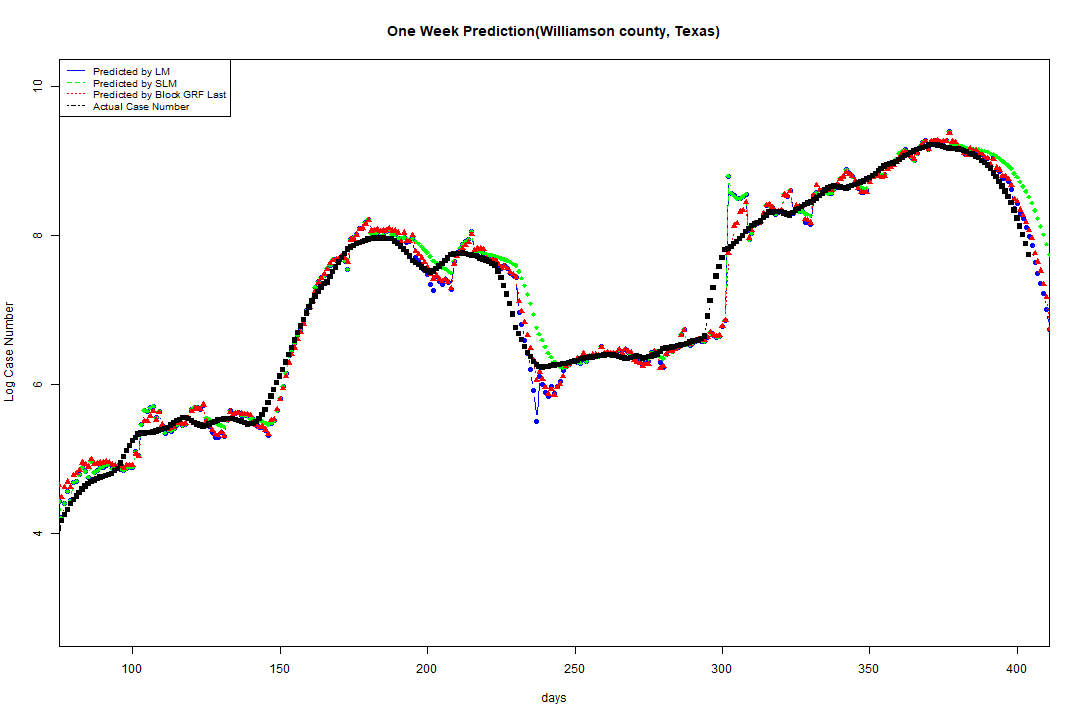 One Week Prediction(Williamson county, Texas)
Predicted by LM
Predicted by SLM
Predicted by Block GRF Last
Actual Case Number
10
8
6
4
Log Case Number
100 150 200 250 300 350 400
days